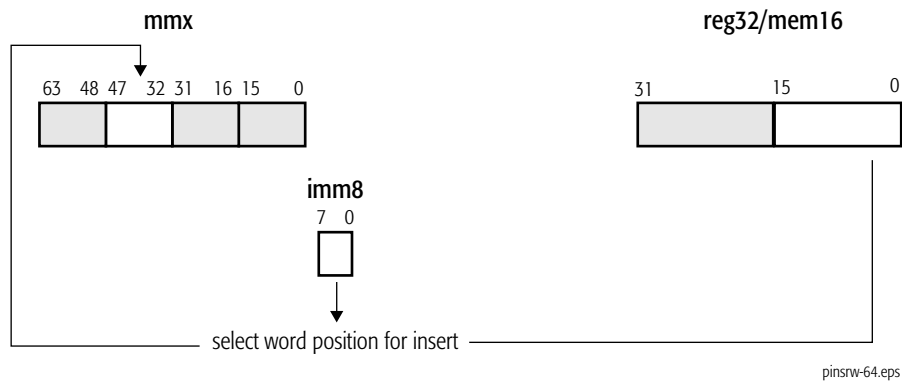 mmx
reg32/mem16
63 48 47 32 31 16 15 0
31 15 0
imm8
7 0
select word position for insert
pinsrw-64.eps